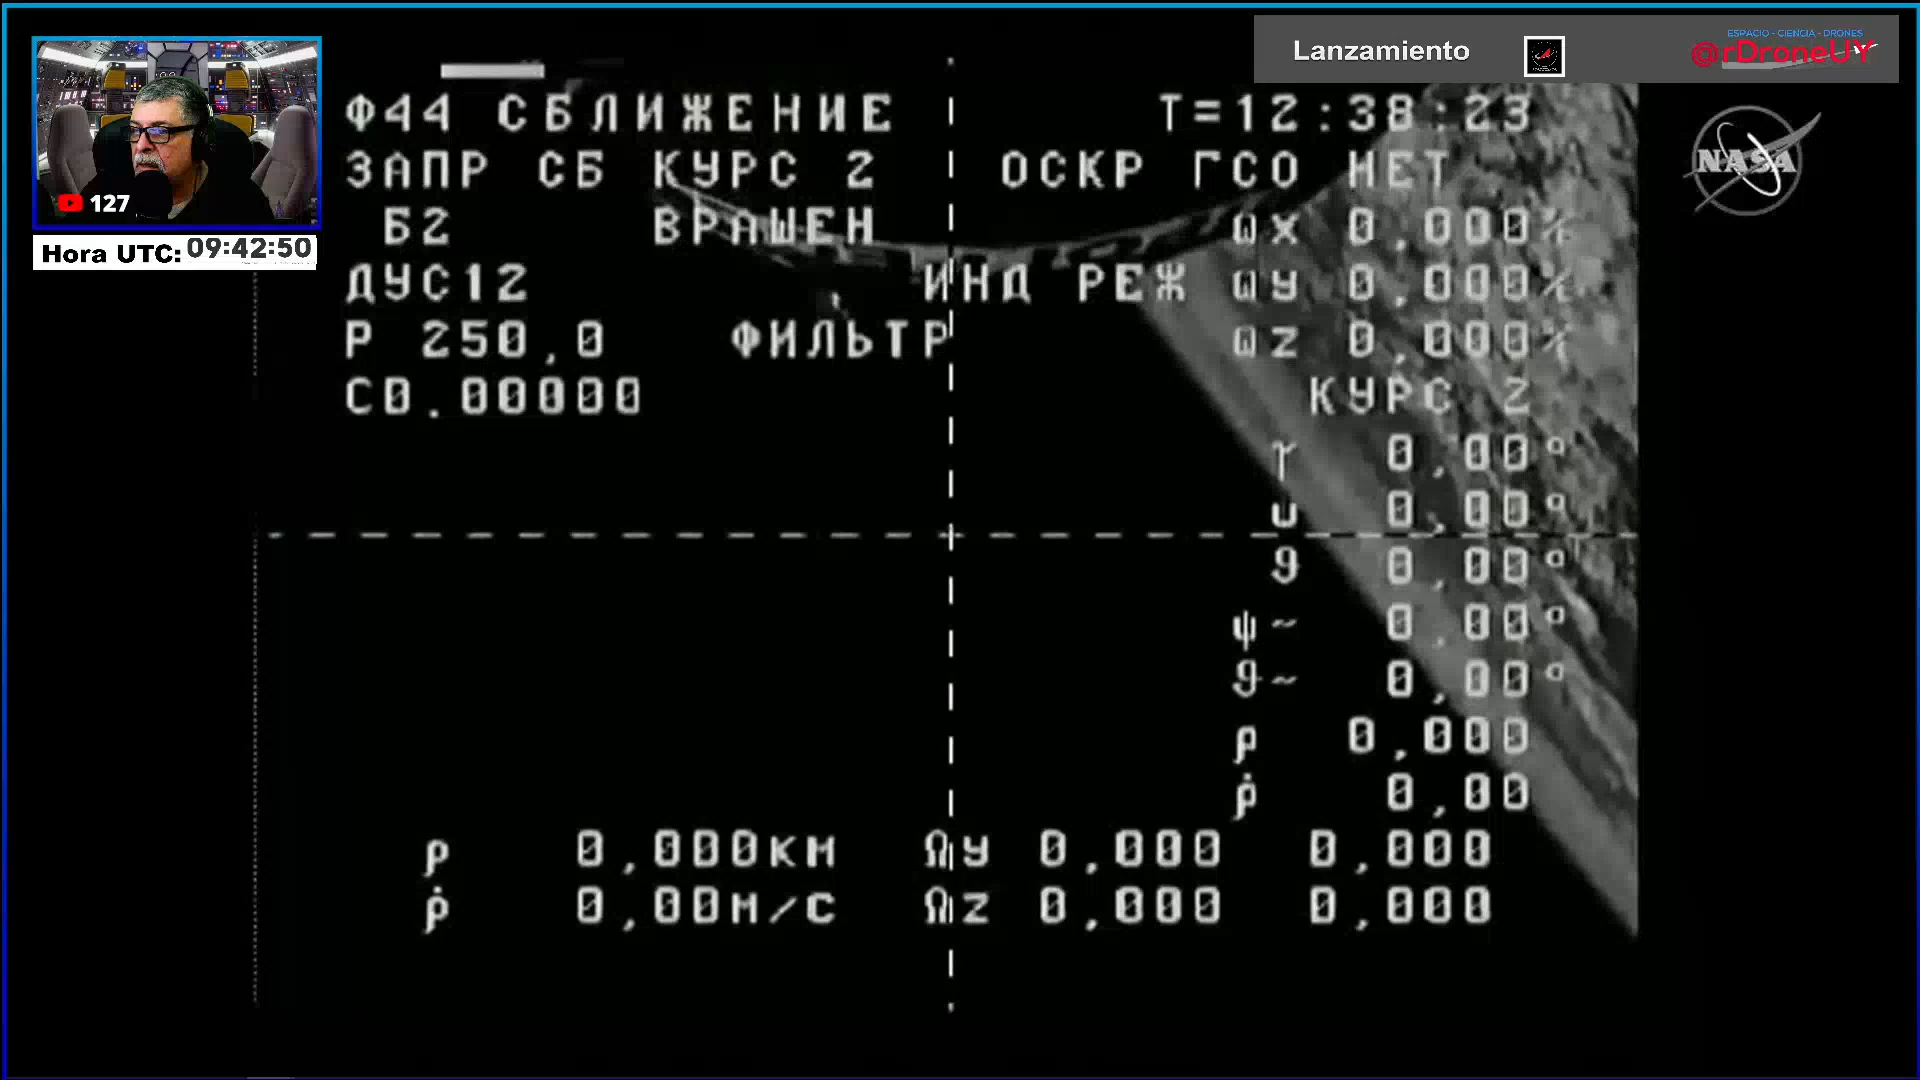 Lanzamiento
ESPACIO - CIENCIA - DRONES
@rDroneUY
127
Hora UTC: 09:42:50
NASA
Ф44 СБЛИЖЕНИЕ T=12:38:23
ЗАПР СБ КУРС 2 ОСКР ГСО НЕТ
Б2 ВРАЩЕН ωx 0,000%
ДУС12 ИНД РЕЖ ωy 0,000%
P 250,0 ФИЛЬТР ωz 0,000%
C0.00000 КУРС 2
γ 0,00°
υ 0,00°
ϑ 0,00°
ψ~ 0,00°
ϑ~ 0,00°
ρ 0,000
ρ̇ 0,00
ρ 0,000КМ Ωy 0,000 0,000
ρ̇ 0,00М/С Ωz 0,000 0,000